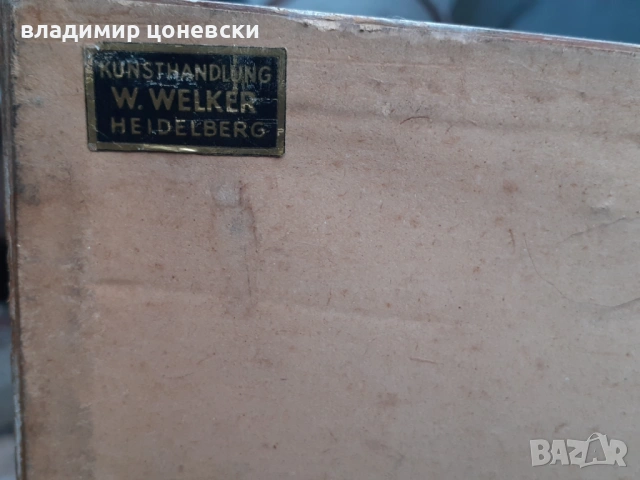 владимир цоневски
KUNSTHANDLUNG
W. WELKER
HEIDELBERG
BAZAR